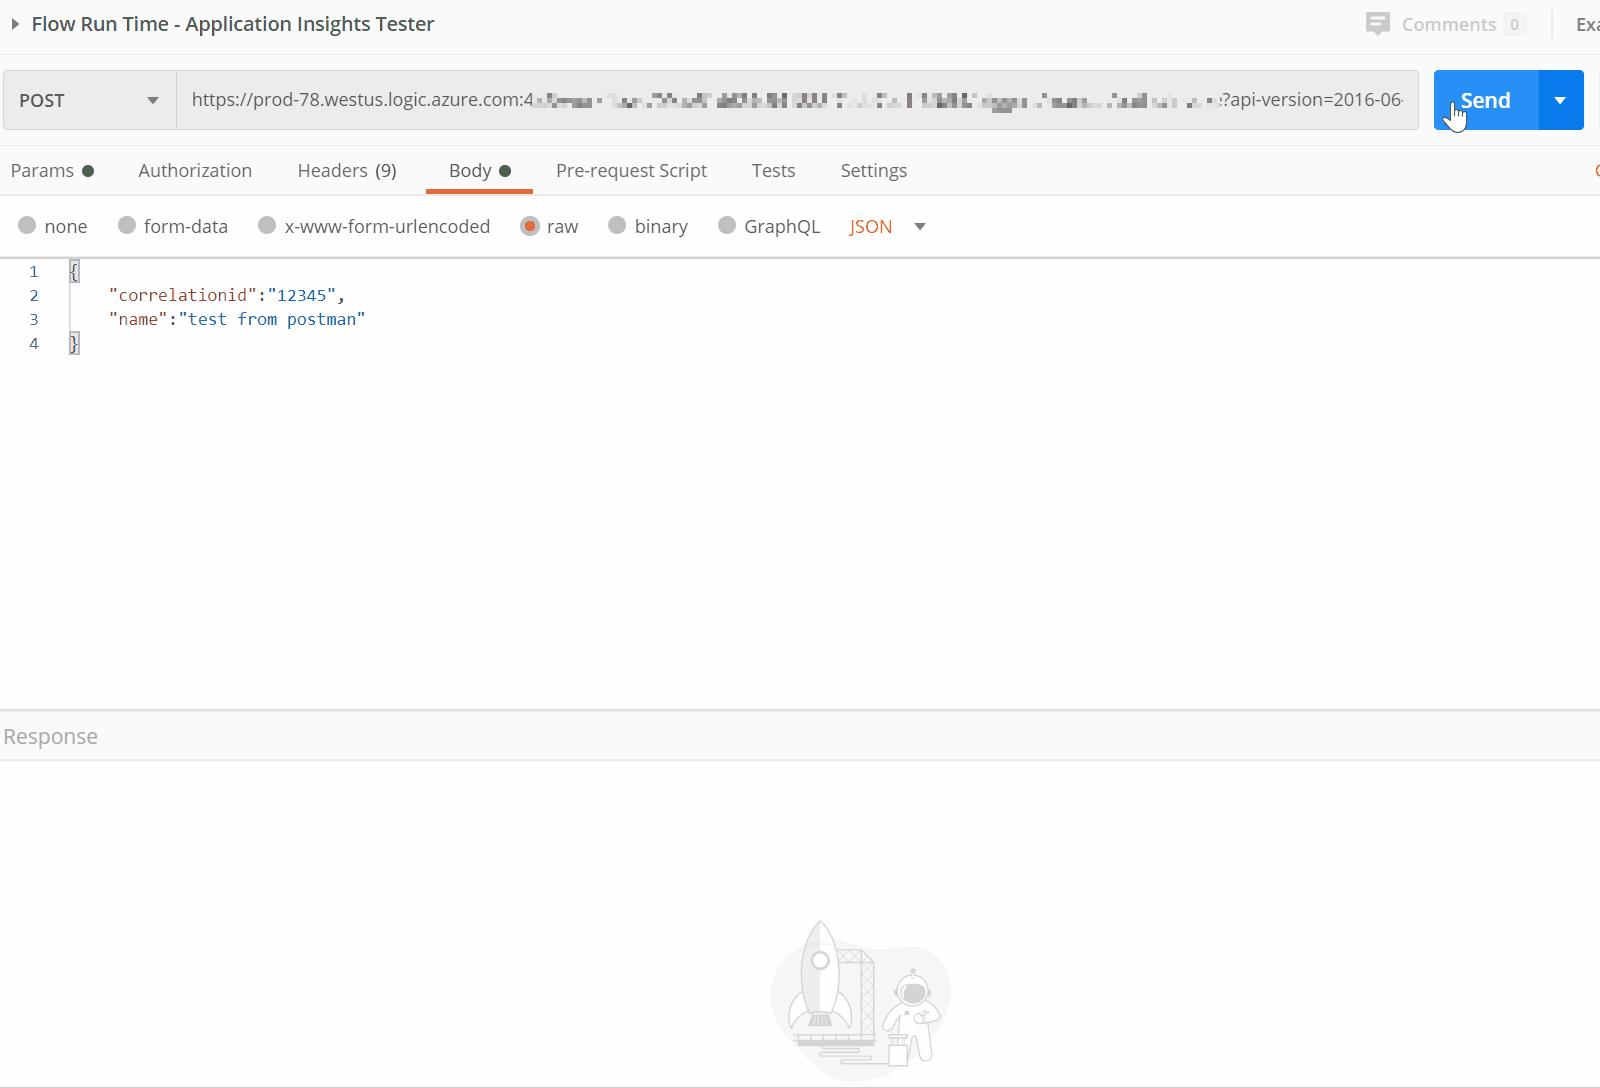 Flow Run Time - Application Insights Tester
Comments 0
POST
https://prod-78.westus.logic.azure.com:4
?api-version=2016-06-
Send
Params
Authorization
Headers (9)
Body
Pre-request Script
Tests
Settings
none
form-data
x-www-form-urlencoded
raw
binary
GraphQL
JSON
1 {
2 "correlationid":"12345",
3 "name":"test from postman"
4 }
Response